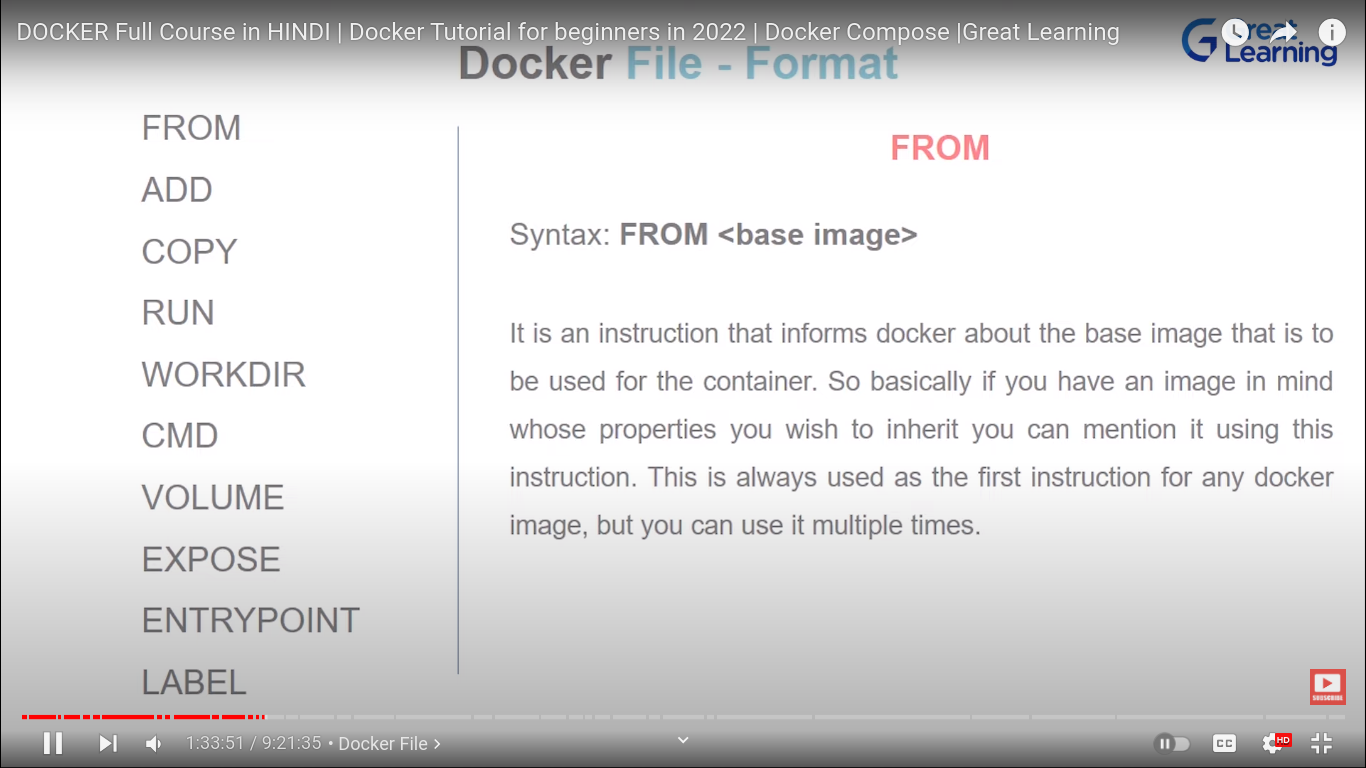 DOCKER Full Course in HINDI | Docker Tutorial for beginners in 2022 | Docker Compose |Great Learning
Great
Learning
Docker File - Format
FROM
ADD
COPY
RUN
WORKDIR
CMD
VOLUME
EXPOSE
ENTRYPOINT
LABEL
FROM
Syntax: FROM <base image>
It is an instruction that informs docker about the base image that is to
be used for the container. So basically if you have an image in mind
whose properties you wish to inherit you can mention it using this
instruction. This is always used as the first instruction for any docker
image, but you can use it multiple times.
SUBSCRIBE
1:33:51 / 9:21:35 • Docker File >
CC
HD